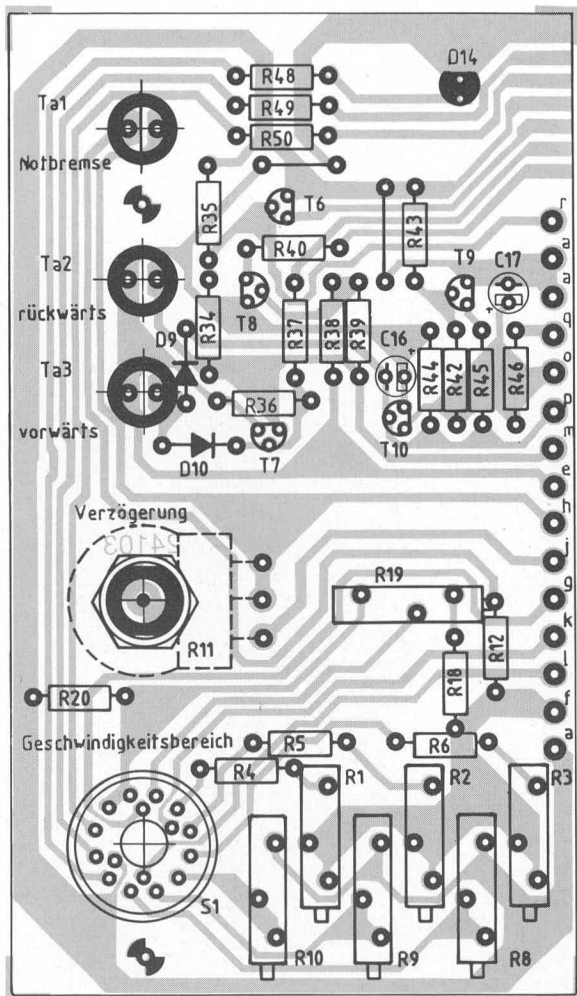 D14
R48
Ta1
R49
R50
Notbremse
R35
T6
R43
r
a
R40
T9
C17
Ta2
T8
a
rückwärts
R34
R37
R38
R39
q
D9
C16
o
Ta3
R44
R42
R45
R46
R36
p
vorwärts
T10
m
D10
T7
e
h
Verzögerung
24103
j
R19
g
k
R11
R12
l
R18
R20
f
Geschwindigkeitsbereich
R5
R6
a
R4
R1
R2
R3
S1
R10
R9
R8